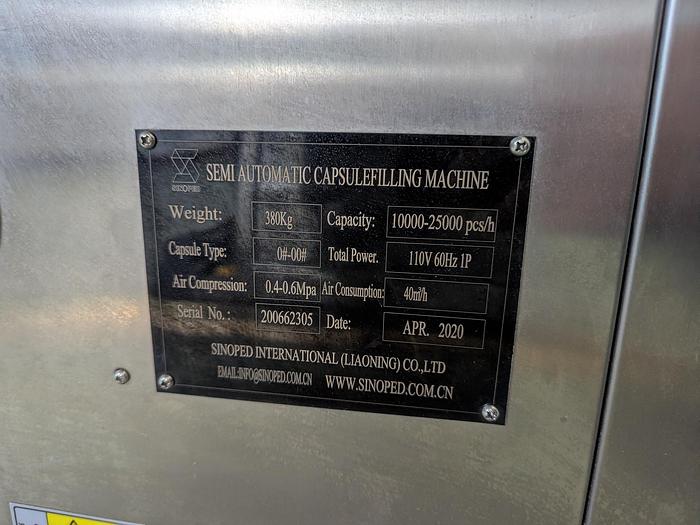 SINOPED
SEMI AUTOMATIC CAPSULEFILLING MACHINE
Weight: 380Kg Capacity: 10000-25000 pcs/h
Capsule Type: 0#-00# Total Power. 110V 60Hz 1P
Air Compression: 0.4-0.6Mpa Air Consumption: 40m³/h
Serial No.: 200662305 Date: APR. 2020
SINOPED INTERNATIONAL (LIAONING) CO.,LTD
EMAIL:INFO@SINOPED.COM.CN WWW.SINOPED.COM.CN